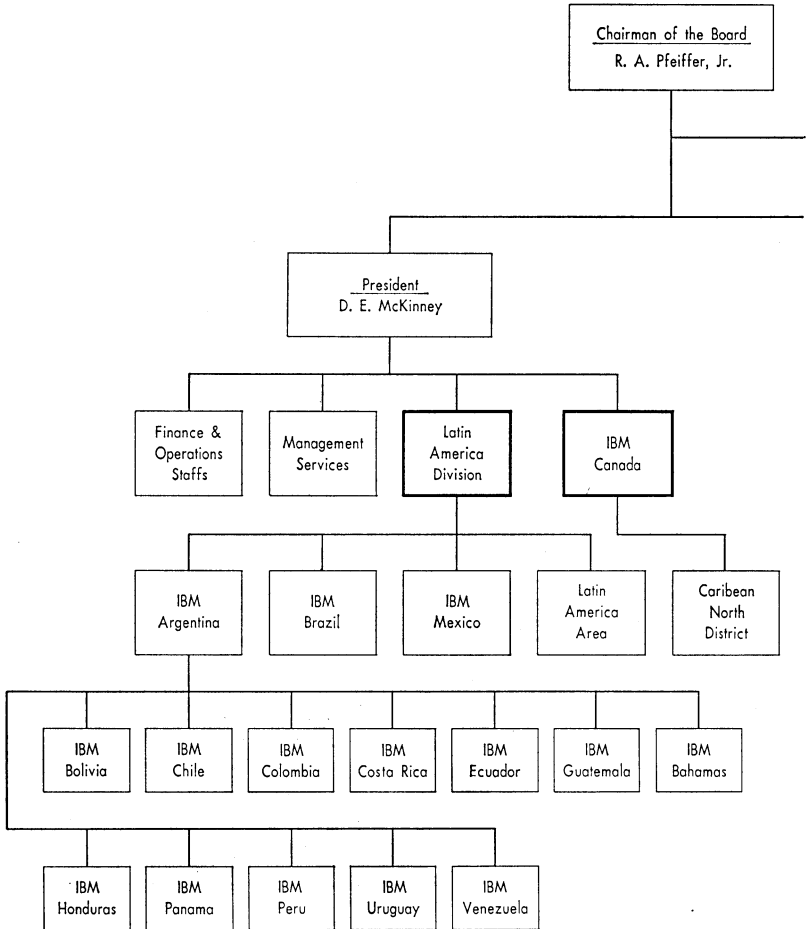 Chairman of the Board
R. A. Pfeiffer, Jr.
President
D. E. McKinney
Finance &
Operations
Staffs
Management
Services
Latin
America
Division
IBM
Canada
IBM
Argentina
IBM
Brazil
IBM
Mexico
Latin
America
Area
Caribean
North
District
IBM
Bolivia
IBM
Chile
IBM
Colombia
IBM
Costa Rica
IBM
Ecuador
IBM
Guatemala
IBM
Bahamas
IBM
Honduras
IBM
Panama
IBM
Peru
IBM
Uruguay
IBM
Venezuela